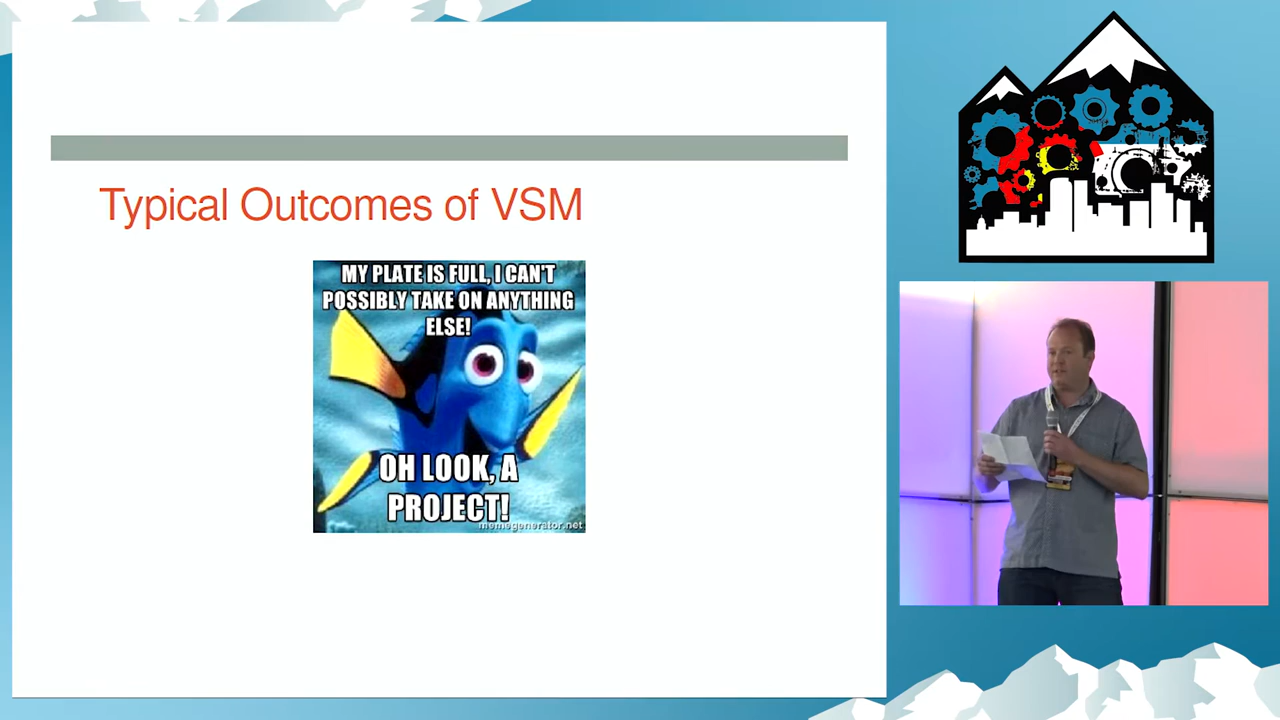 Typical Outcomes of VSM
MY PLATE IS FULL, I CAN'T
POSSIBLY TAKE ON ANYTHING
ELSE!
OH LOOK, A
PROJECT!
memegenerator.net